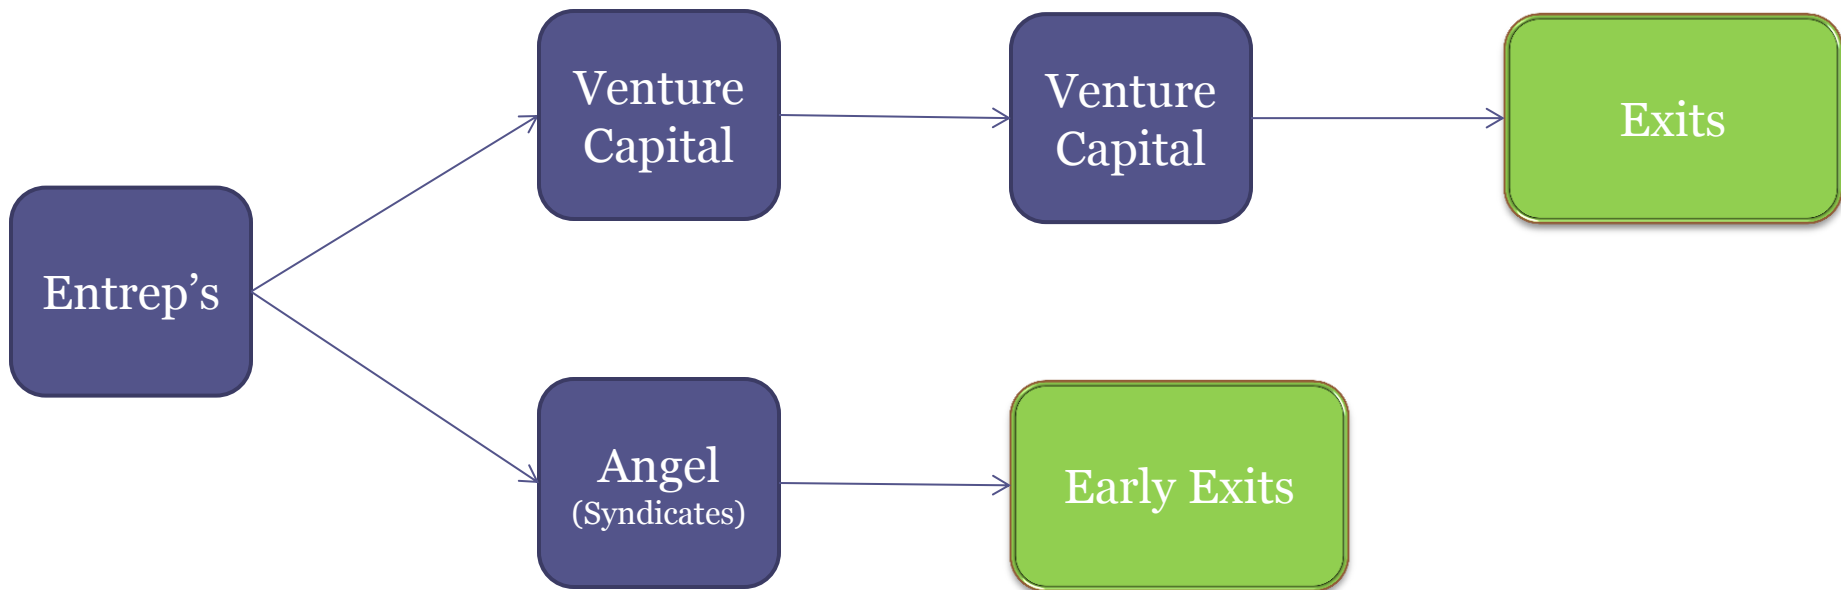 Venture
Capital
Venture
Capital
Exits
Entrep’s
Angel
(Syndicates)
Early Exits